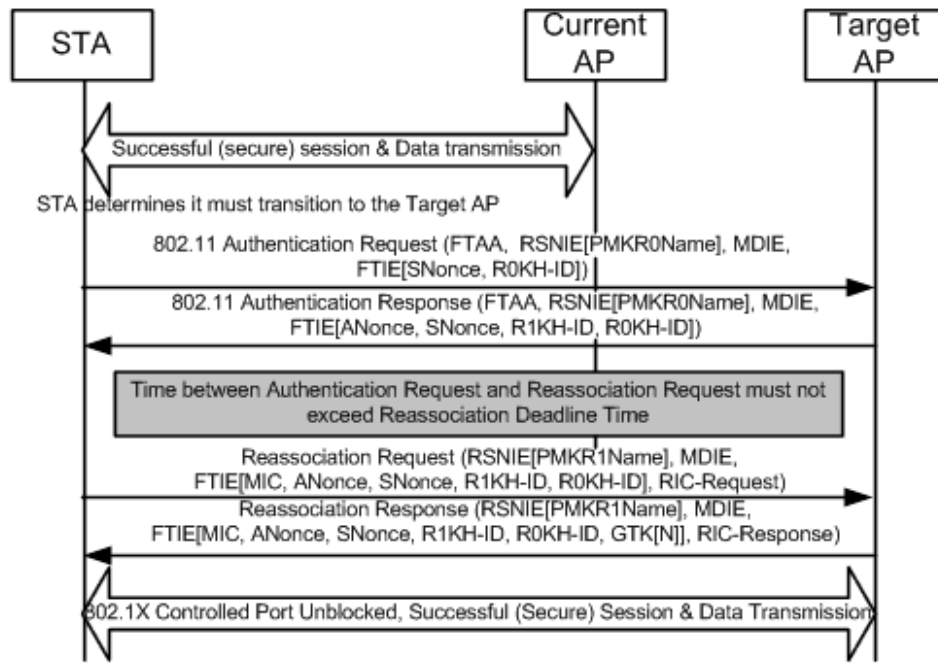 STA
Current
AP
Target
AP
Successful (secure) session & Data transmission
STA determines it must transition to the Target AP
802.11 Authentication Request (FTAA, RSNIE[PMKR0Name], MDIE,
FTIE[SNonce, R0KH-ID])
802.11 Authentication Response (FTAA, RSNIE[PMKR0Name], MDIE,
FTIE[ANonce, SNonce, R1KH-ID, R0KH-ID])
Time between Authentication Request and Reassociation Request must not
exceed Reassociation Deadline Time
Reassociation Request (RSNIE[PMKR1Name], MDIE,
FTIE[MIC, ANonce, SNonce, R1KH-ID, R0KH-ID], RIC-Request)
Reassociation Response (RSNIE[PMKR1Name], MDIE,
FTIE[MIC, ANonce, SNonce, R1KH-ID, R0KH-ID, GTK[N]], RIC-Response)
802.1X Controlled Port Unblocked, Successful (Secure) Session & Data Transmission